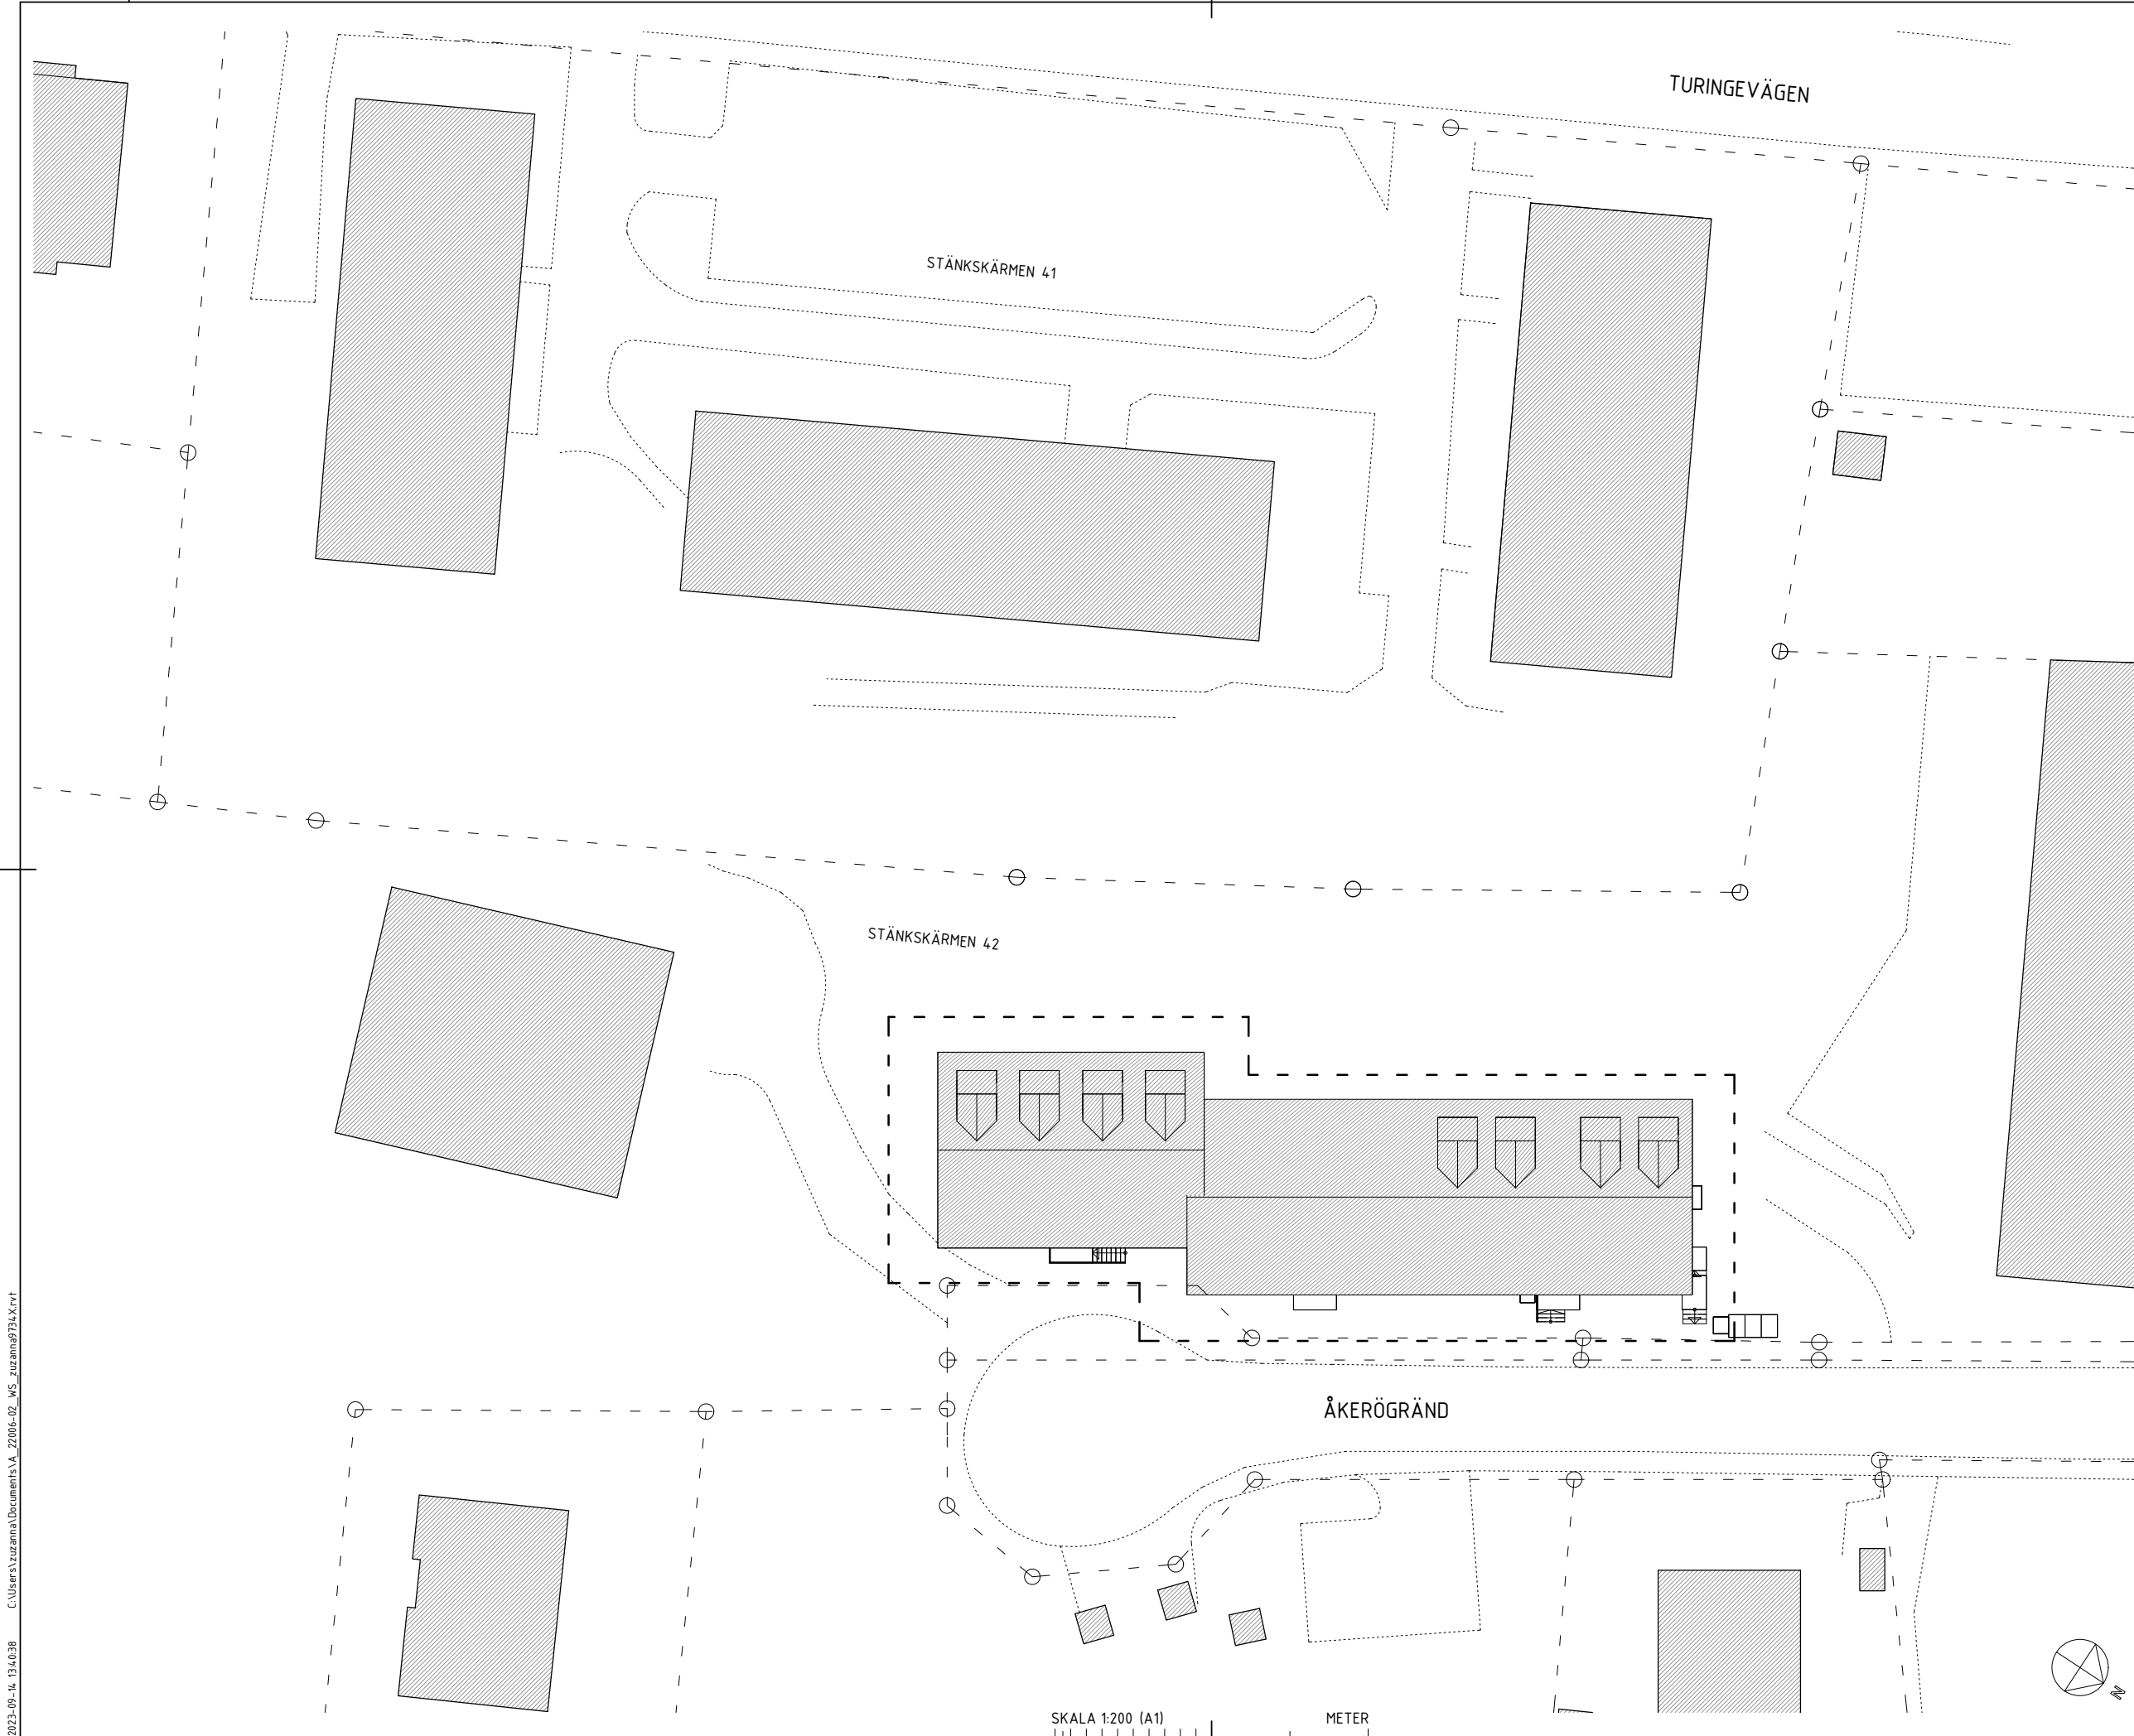 TURINGEVÄGEN
STÄNKSKÄRMEN 41
STÄNKSKÄRMEN 42
ÅKERÖGRÄND
SKALA 1:200 (A1)
METER
N
2023-09-14 13:40:38 C:\Users\zuzanna\Documents\A_22006-02_WS_zuzanna9734X.rvt